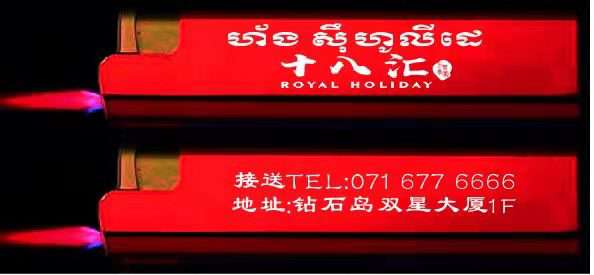 ហ័ង ស៊ឺហូលីដេ
十八汇
ROYAL HOLIDAY
接送TEL:071 677 6666
地址:钻石岛双星大厦1F